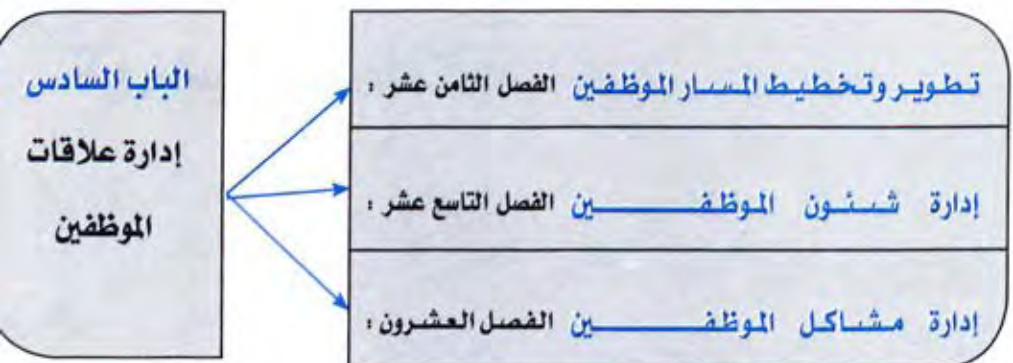 الباب السادس
إدارة علاقات
الموظفين
تطوير وتخطيط المسار الموظفين الفصل الثامن عشر :
إدارة شئون الموظفين الفصل التاسع عشر :
إدارة مشاكل الموظفين الفصل العشرون :